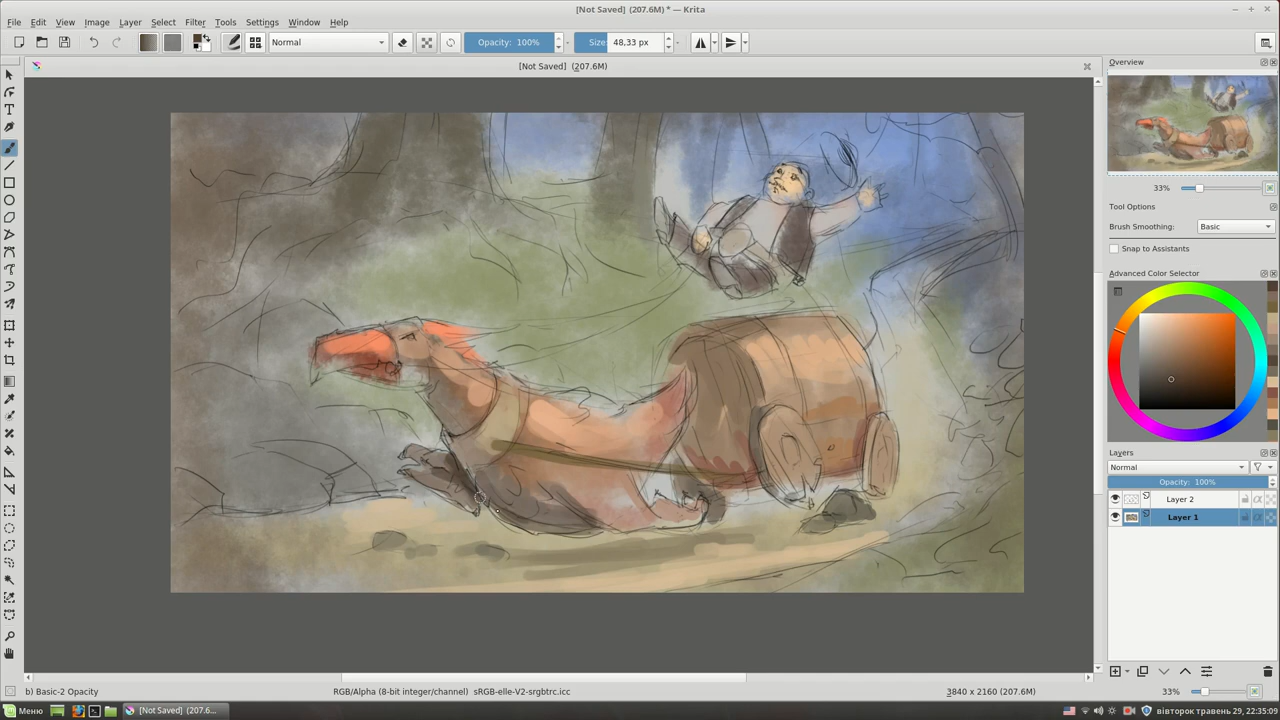 [Not Saved] (207.6M) * — Krita
File Edit View Image Layer Select Filter Tools Settings Window Help
Normal Opacity: 100% Size: 48,33 px
[Not Saved] (207.6M)
Overview
33%
Tool Options
Brush Smoothing: Basic
Snap to Assistants
Advanced Color Selector
Layers
Normal
Opacity: 100%
Layer 2
Layer 1
b) Basic-2 Opacity RGB/Alpha (8-bit integer/channel) sRGB-elle-V2-srgbtrc.icc 3840 x 2160 (207.6M) 33%
Меню [Not Saved] (207.6... вівторок травень 29, 22:35:09